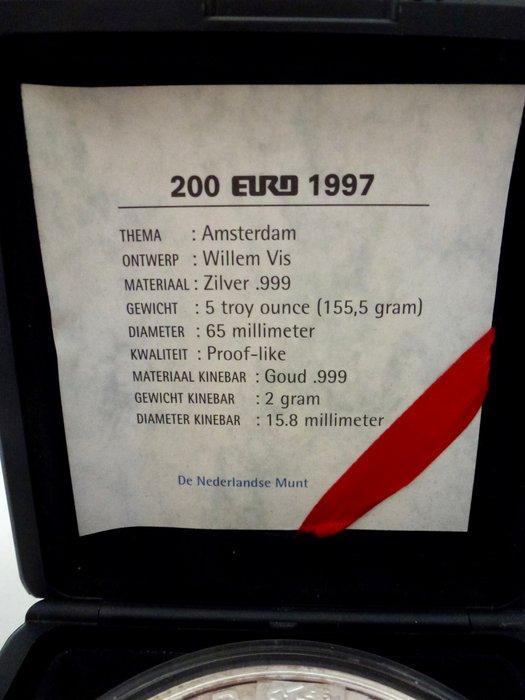 200 EURO 1997
THEMA : Amsterdam
ONTWERP : Willem Vis
MATERIAAL : Zilver .999
GEWICHT : 5 troy ounce (155,5 gram)
DIAMETER : 65 millimeter
KWALITEIT : Proof-like
MATERIAAL KINEBAR : Goud .999
GEWICHT KINEBAR : 2 gram
DIAMETER KINEBAR : 15.8 millimeter
De Nederlandse Munt